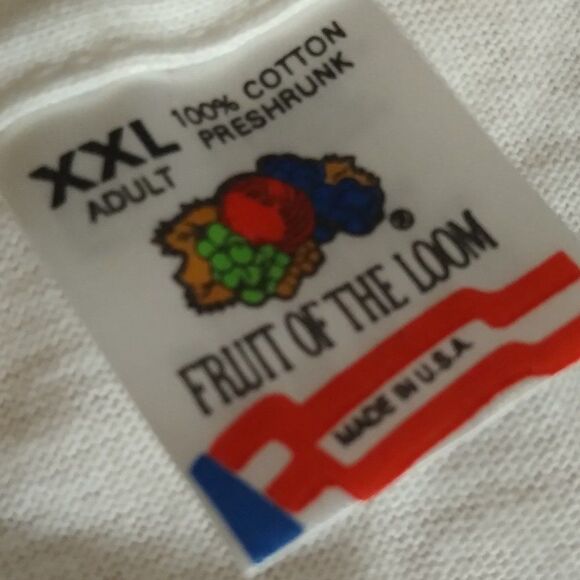 XXL
ADULT
100% COTTON
PRESHRUNK
®
FRUIT OF THE LOOM
MADE IN U.S.A.